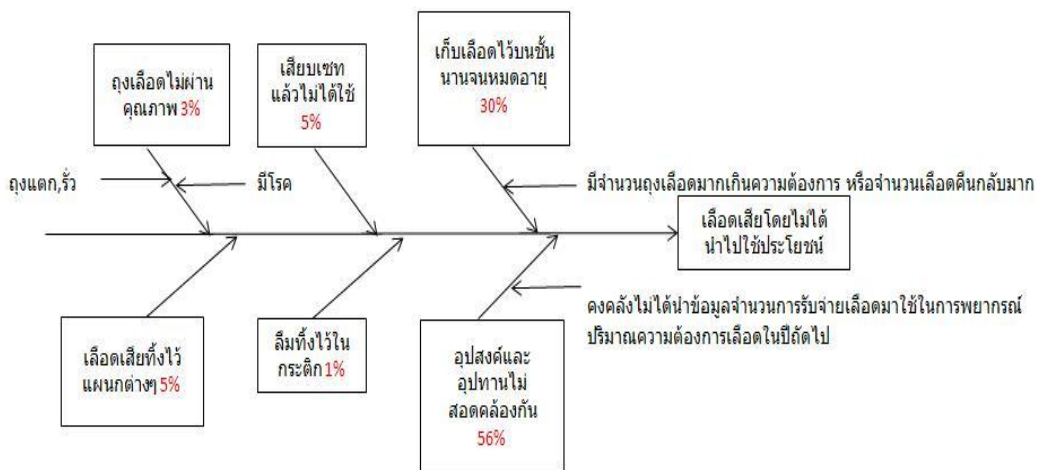 ถุงเลือดไม่ผ่าน
คุณภาพ 3%
เสียบเซท
แล้วไม่ได้ใช้
5%
เก็บเลือดไว้บนชั้น
นานจนหมดอายุ
30%
ถุงแตก,รั่ว
มีโรค
มีจำนวนถุงเลือดมากเกินความต้องการ หรือจำนวนเลือดคืนกลับมาก
เลือดเสียโดยไม่ได้
นำไปใช้ประโยชน์
คงคลังไม่ได้นำข้อมูลจำนวนการรับจ่ายเลือดมาใช้ในการพยากรณ์
ปริมาณความต้องการเลือดในปีถัดไป
เลือดเสียทิ้งไว้
แผนกต่างๆ 5%
ลืมทิ้งไว้ใน
กระติก 1%
อุปสงค์และ
อุปทานไม่
สอดคล้องกัน
56%